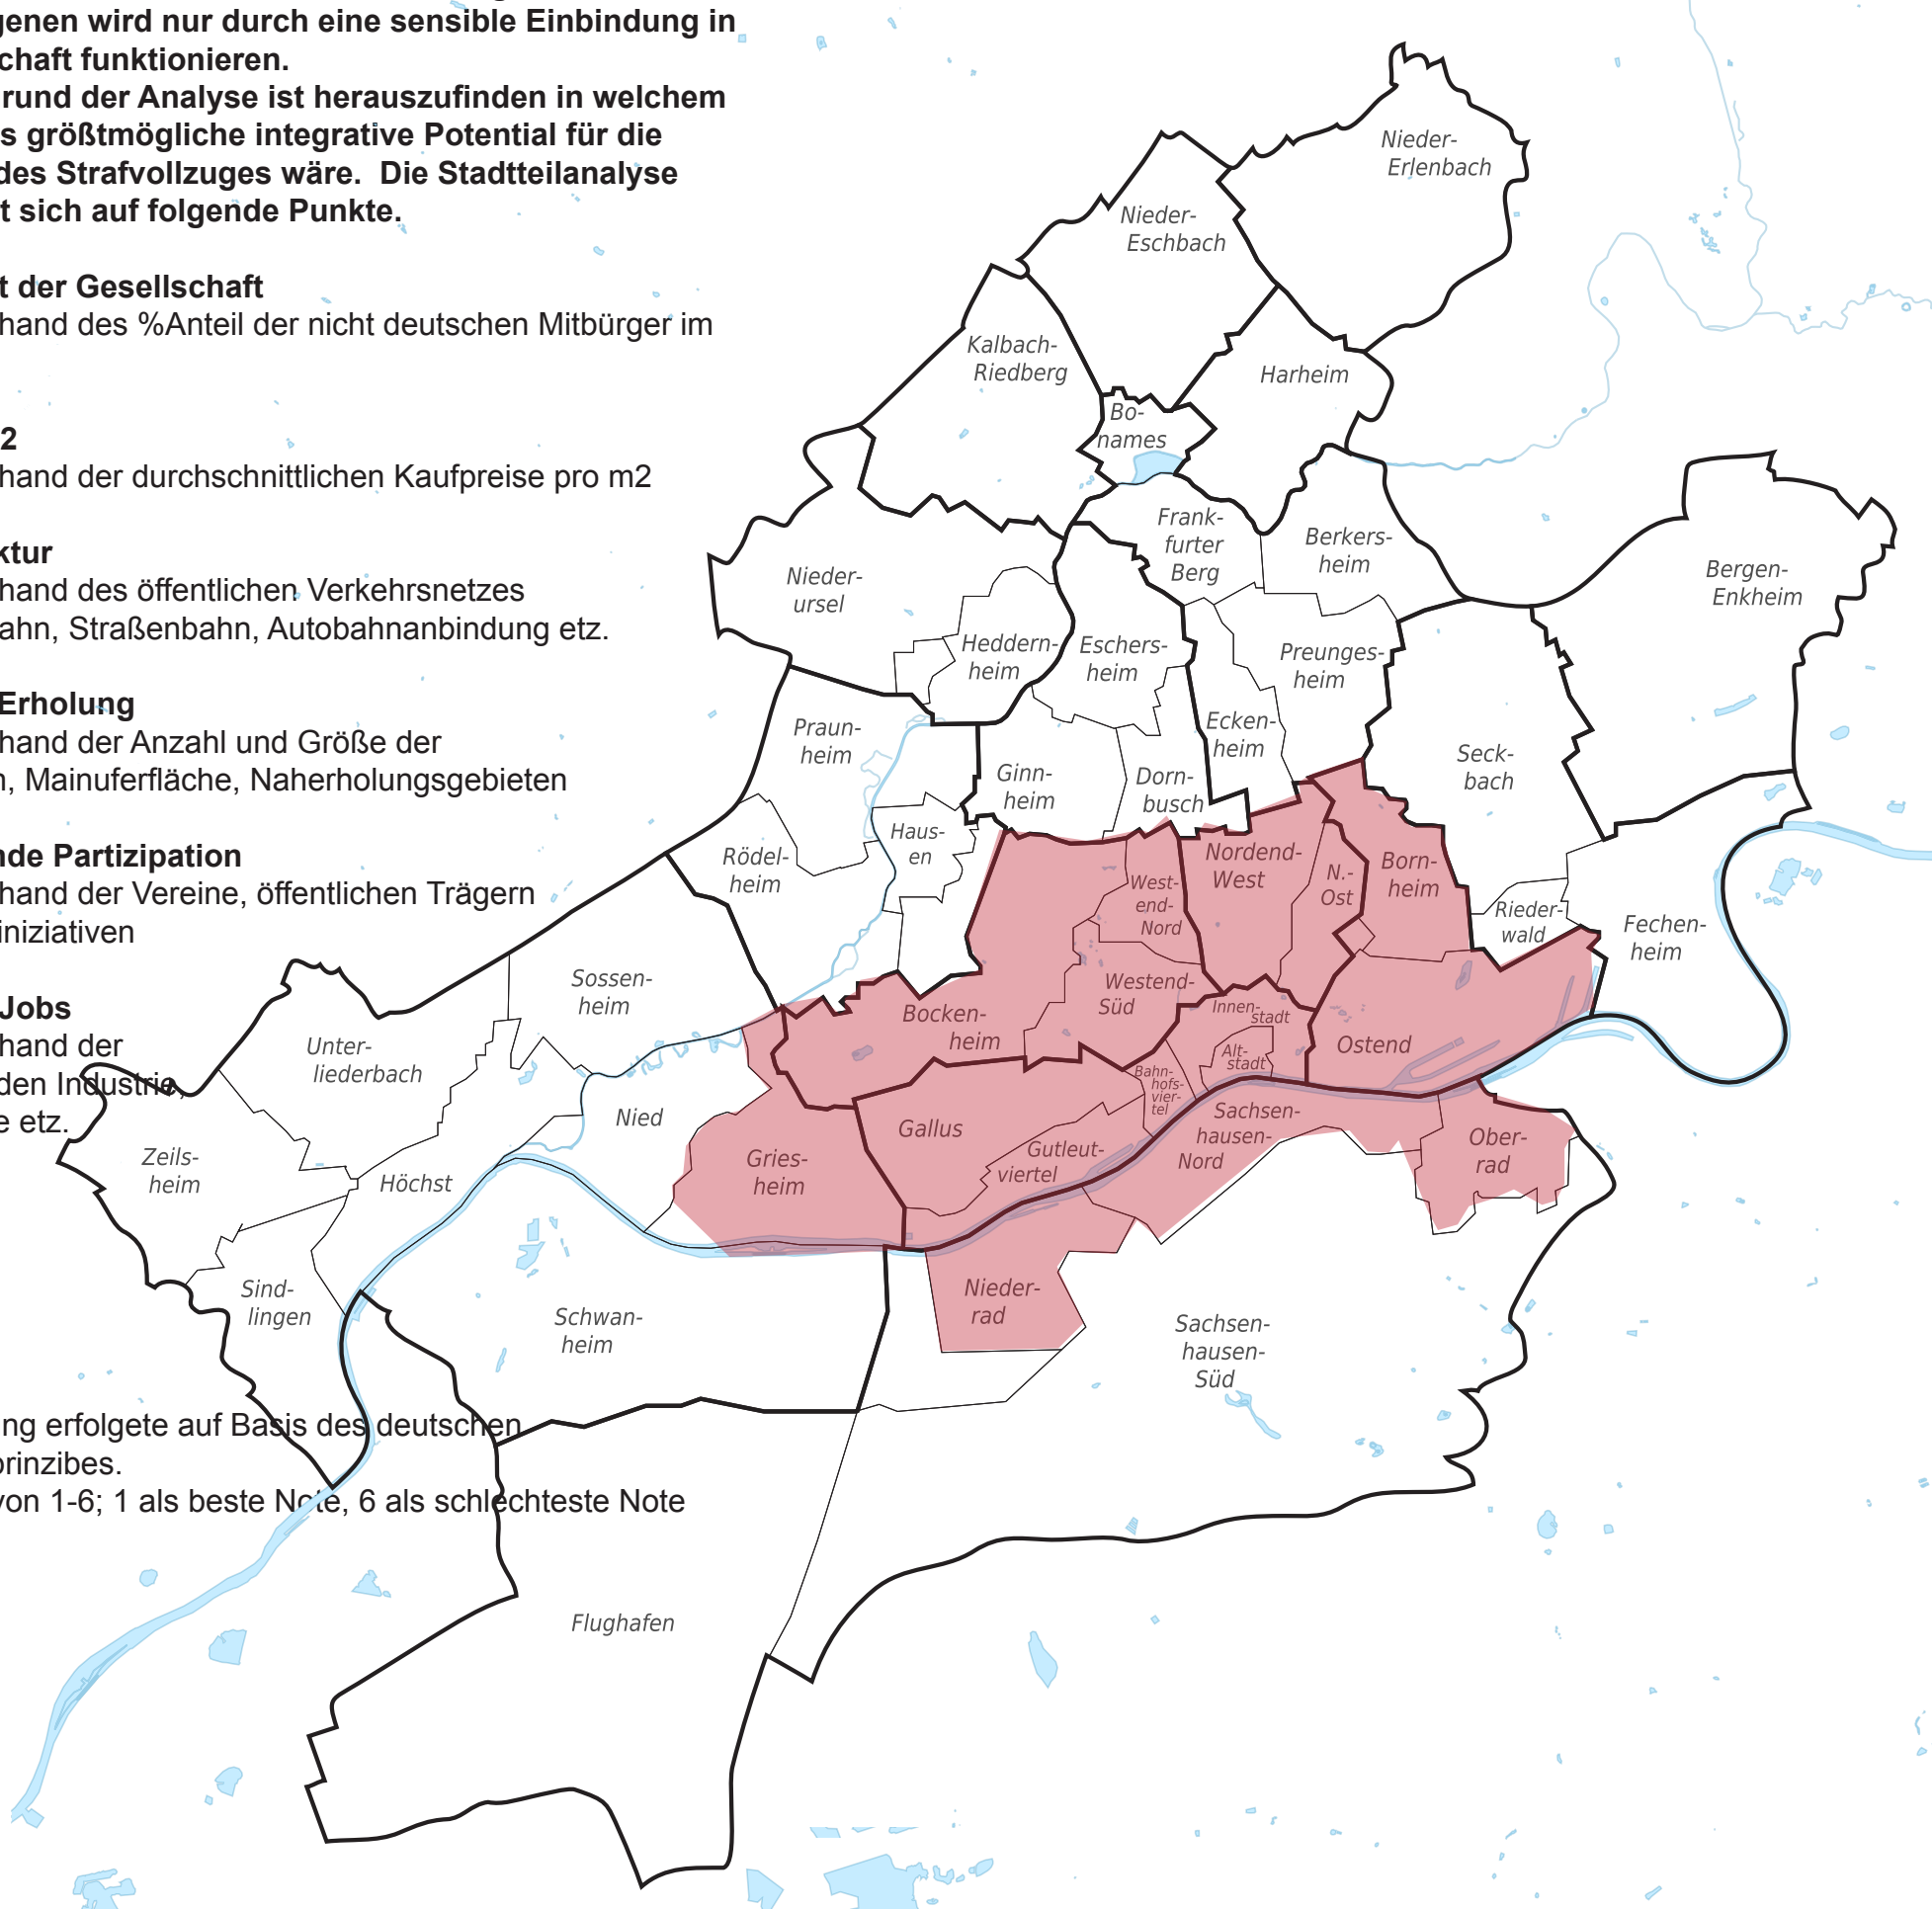 genen wird nur durch eine sensible Einbindung in
schaft funktionieren.
rund der Analyse ist herauszufinden in welchem
s größtmögliche integrative Potential für die
des Strafvollzuges wäre. Die Stadtteilanalyse
t sich auf folgende Punkte.
t der Gesellschaft
hand des %Anteil der nicht deutschen Mitbürger im
2
hand der durchschnittlichen Kaufpreise pro m2
ktur
hand des öffentlichen Verkehrsnetzes
ahn, Straßenbahn, Autobahnanbindung etz.
Erholung
hand der Anzahl und Größe der
n, Mainuferfläche, Naherholungsgebieten
nde Partizipation
hand der Vereine, öffentlichen Trägern
iniziativen
Jobs
hand der
den Industrie,
e etz.
ng erfolgete auf Basis des deutschen
prinzibes.
von 1-6; 1 als beste Note, 6 als schlechteste Note
Nieder-
Erlenbach
Nieder-
Eschbach
Kalbach-
Riedberg
Harheim
Bo-
names
Frank-
furter
Berg
Berkers-
heim
Bergen-
Enkheim
Nieder-
ursel
Heddern-
heim
Eschers-
heim
Preunges-
heim
Ecken-
heim
Praun-
heim
Ginn-
heim
Dorn-
busch
Seck-
bach
Haus-
en
Rödel-
heim
Nordend-
West
N.-
Ost
Born-
heim
West-
end-
Nord
Rieder-
wald
Fechen-
heim
Sossen-
heim
Westend-
Süd
Bocken-
heim
Innen-
stadt
Alt-
stadt
Ostend
Unter-
liederbach
Bahn-
hofs-
vier-
tel
Nied
Gallus
Sachsen-
hausen-
Nord
Gutleut-
viertel
Ober-
rad
Zeils-
heim
Höchst
Gries-
heim
Sind-
lingen
Schwan-
heim
Nieder-
rad
Sachsen-
hausen-
Süd
Flughafen